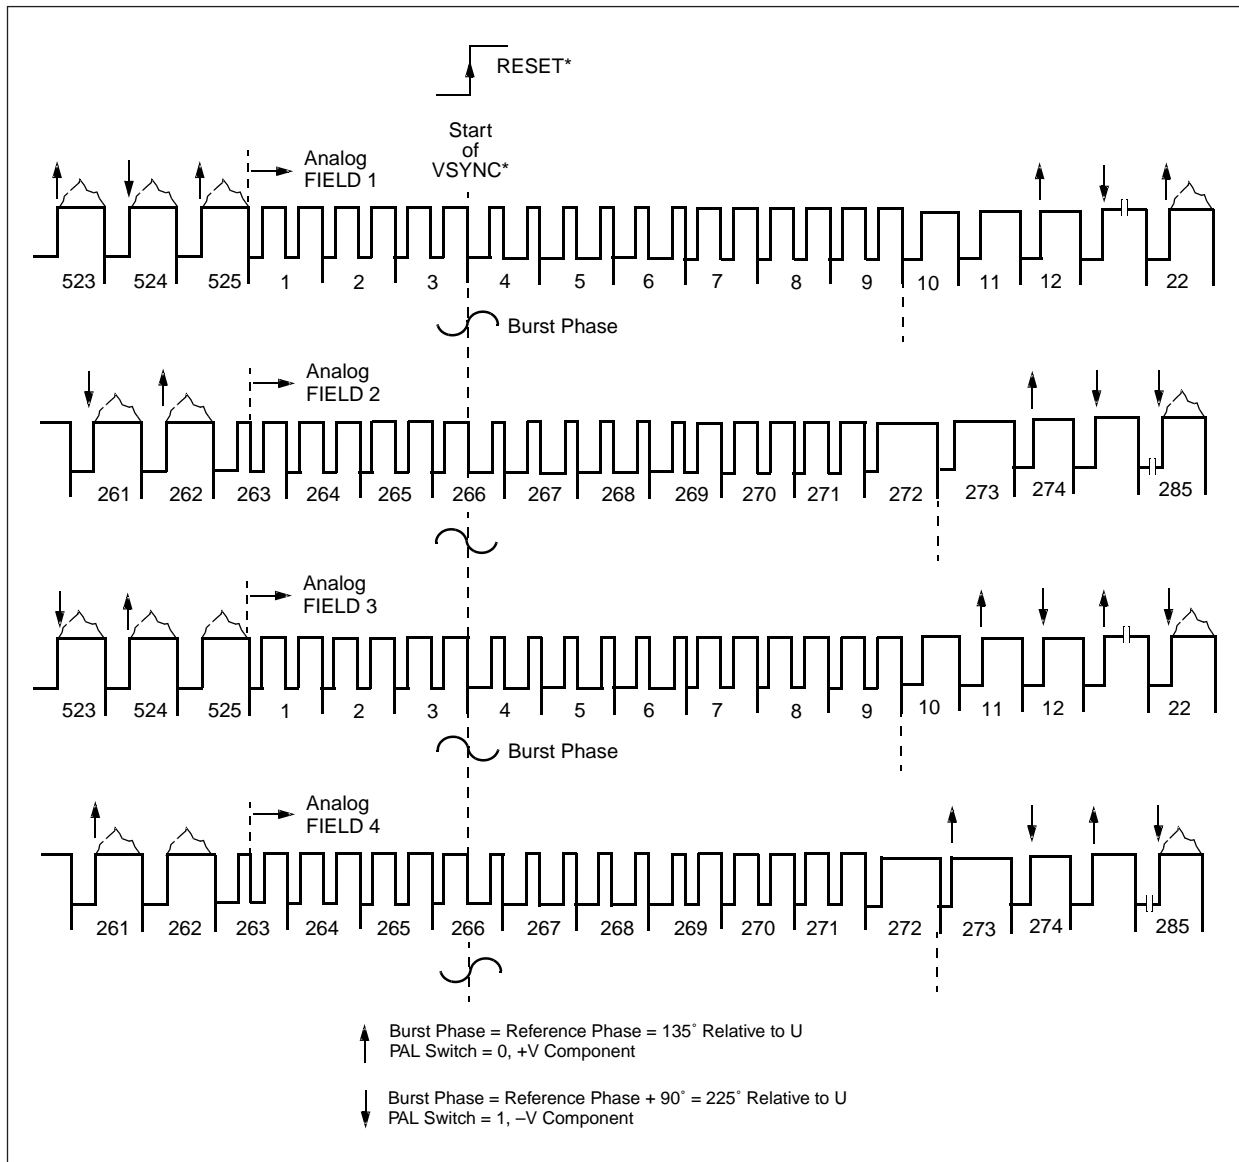 RESET*
Start
of
VSYNC*
Analog
FIELD 1
523 524 525 1 2 3 4 5 6 7 8 9 10 11 12 22
Burst Phase
Analog
FIELD 2
261 262 263 264 265 266 267 268 269 270 271 272 273 274 285
Analog
FIELD 3
523 524 525 1 2 3 4 5 6 7 8 9 10 11 12 22
Burst Phase
Analog
FIELD 4
261 262 263 264 265 266 267 268 269 270 271 272 273 274 285
Burst Phase = Reference Phase = 135° Relative to U
PAL Switch = 0, +V Component
Burst Phase = Reference Phase + 90° = 225° Relative to U
PAL Switch = 1, –V Component